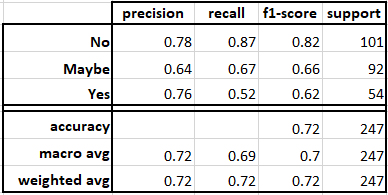 precision recall f1-score support
No 0.78 0.87 0.82 101
Maybe 0.64 0.67 0.66 92
Yes 0.76 0.52 0.62 54
accuracy 0.72 247
macro avg 0.72 0.69 0.7 247
weighted avg 0.72 0.72 0.72 247